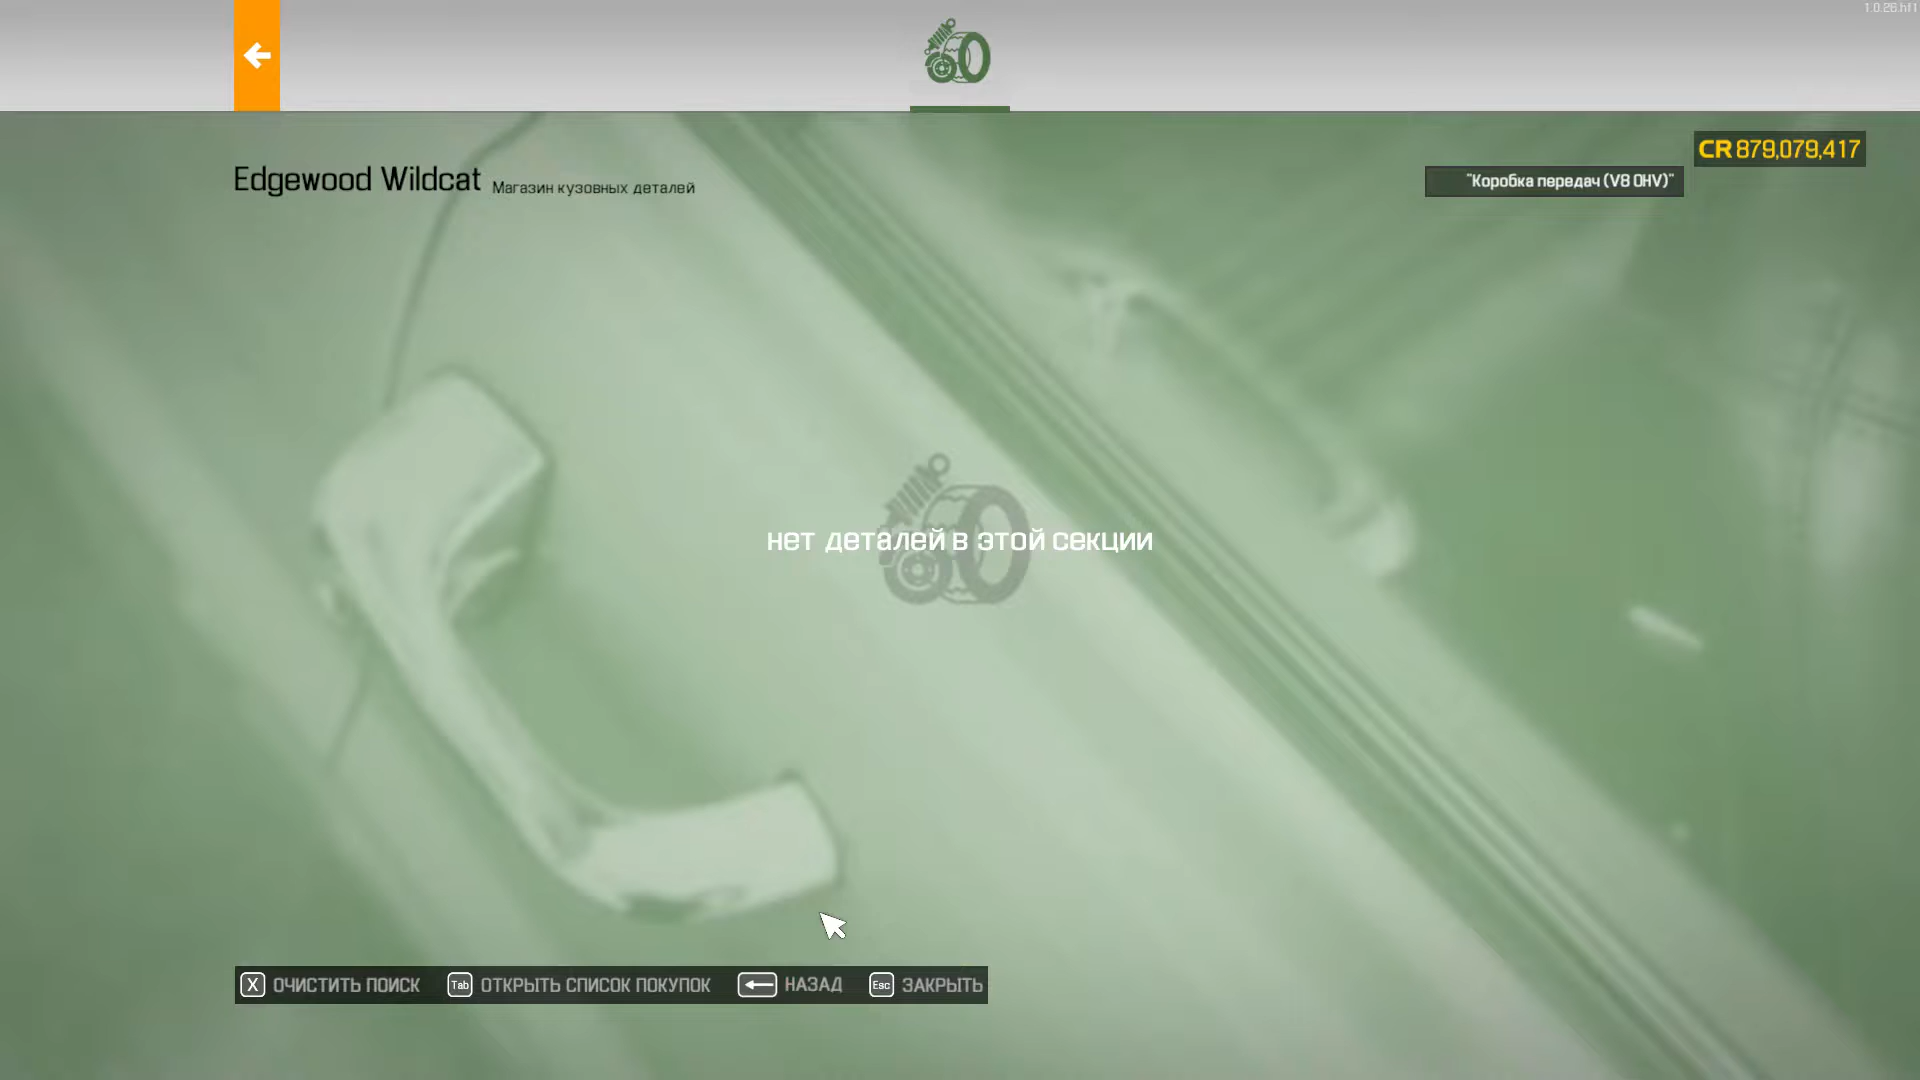 1.0.26.hf1
CR 879,079,417
Edgewood Wildcat Магазин кузовных деталей
"Коробка передач (V8 OHV)"
нет деталей в этой секции
X ОЧИСТИТЬ ПОИСК Tab ОТКРЫТЬ СПИСОК ПОКУПОК НАЗАД Esc ЗАКРЫТЬ